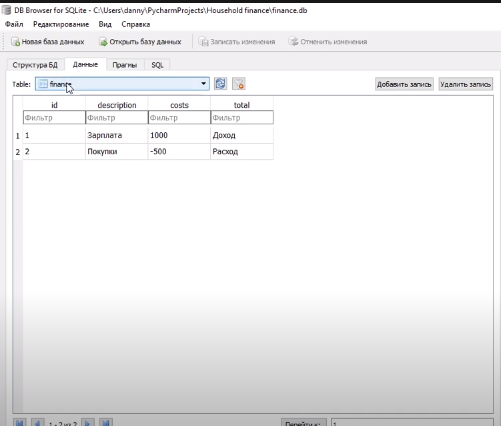 DB Browser for SQLite - C:\Users\danny\PycharmProjects\Household finance\finance.db
Файл Редактирование Вид Справка
Новая база данных Открыть базу данных Записать изменения Отменить изменения
Структура БД Данные Прагмы SQL
Table: finance Добавить запись Удалить запись
id description costs total
Фильтр Фильтр Фильтр Фильтр
1 1 Зарплата 1000 Доход
2 2 Покупки -500 Расход
1 - 2 из 2 Перейти к: 1